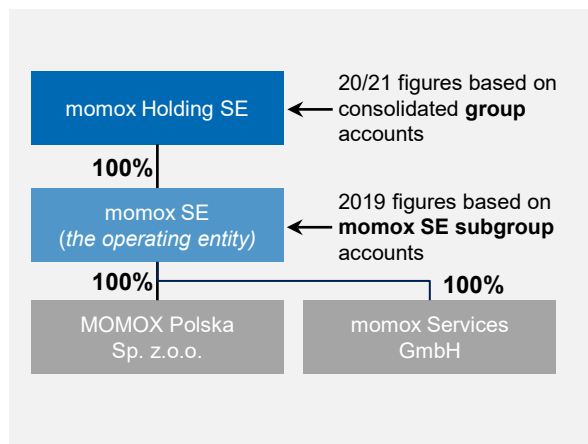 momox Holding SE
20/21 figures based on
consolidated group
accounts
100%
momox SE
(the operating entity)
2019 figures based on
momox SE subgroup
accounts
100%
100%
MOMOX Polska
Sp. z.o.o.
momox Services
GmbH